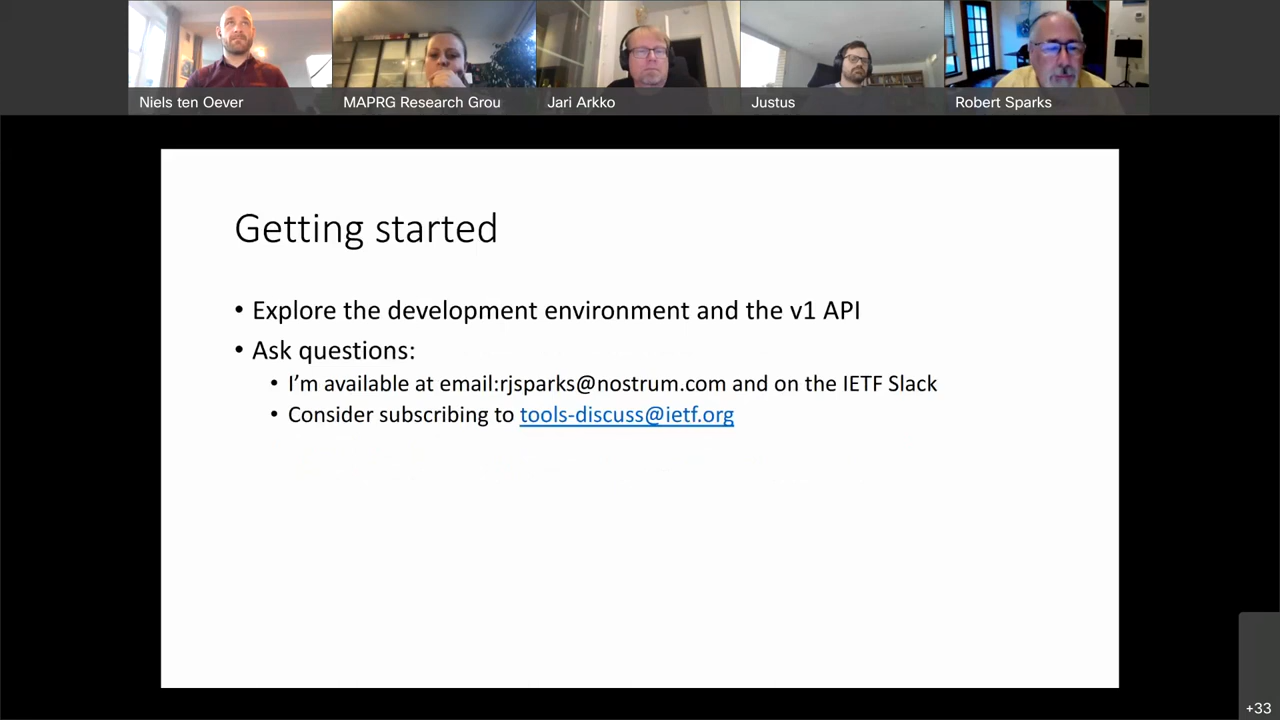 Niels ten Oever
MAPRG Research Grou
Jari Arkko
Justus
Robert Sparks
Getting started
• Explore the development environment and the v1 API
• Ask questions:
• I’m available at email:rjsparks@nostrum.com and on the IETF Slack
• Consider subscribing to tools-discuss@ietf.org
+33